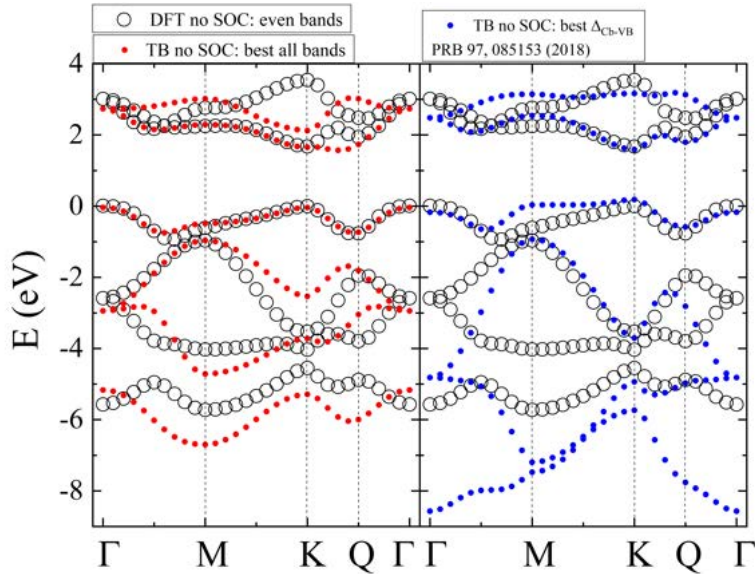 DFT no SOC: even bands
TB no SOC: best all bands
TB no SOC: best Δ_Cb-VB
PRB 97, 085153 (2018)
E (eV)
4
2
0
-2
-4
-6
-8
Γ M K Q Γ Γ M K Q Γ